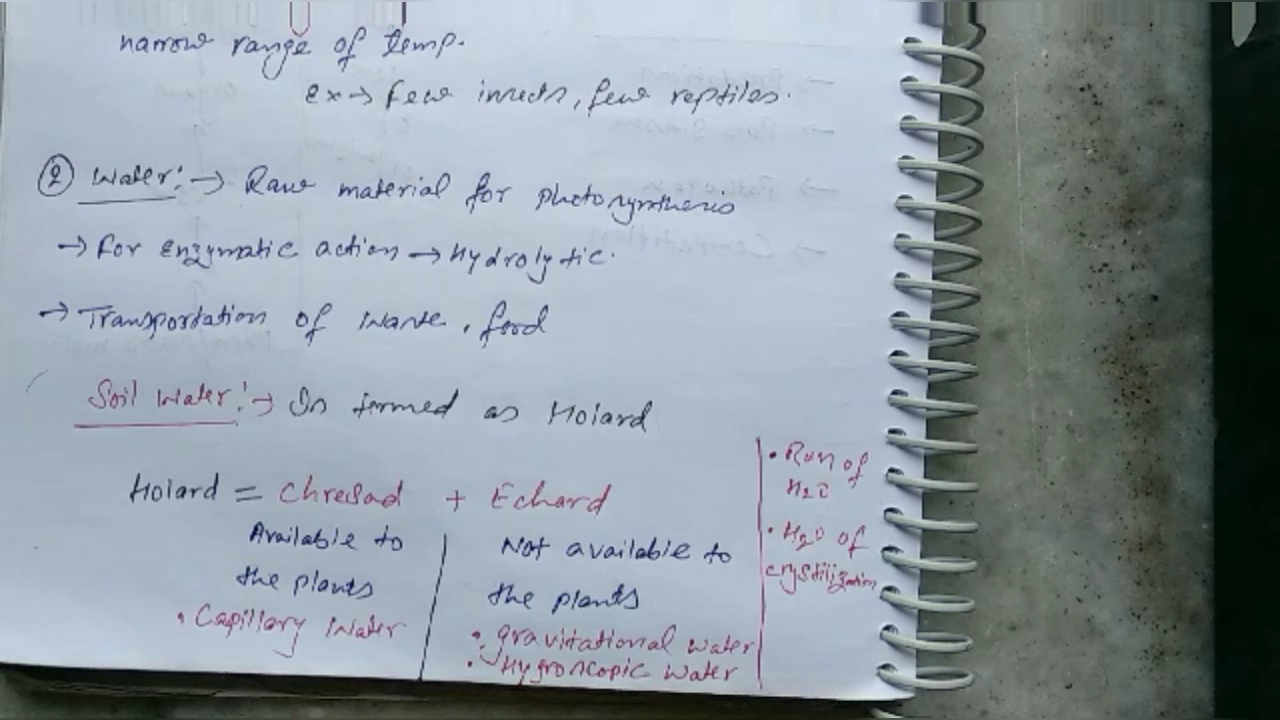 narrow range of temp.
ex → few insects, few reptiles.
② Water:→ Raw material for photosynthesis
→ For Enzymatic action → Hydrolytic.
→ Transportation of waste, food
Soil Water:→ Is termed as Holard
Holard = Chresad + Echard
Available to
the plants
• Capillary Water
Not available to
the plants
• gravitational water
• Hygroscopic water
• Run of
H2O
• H2O of
crystilization